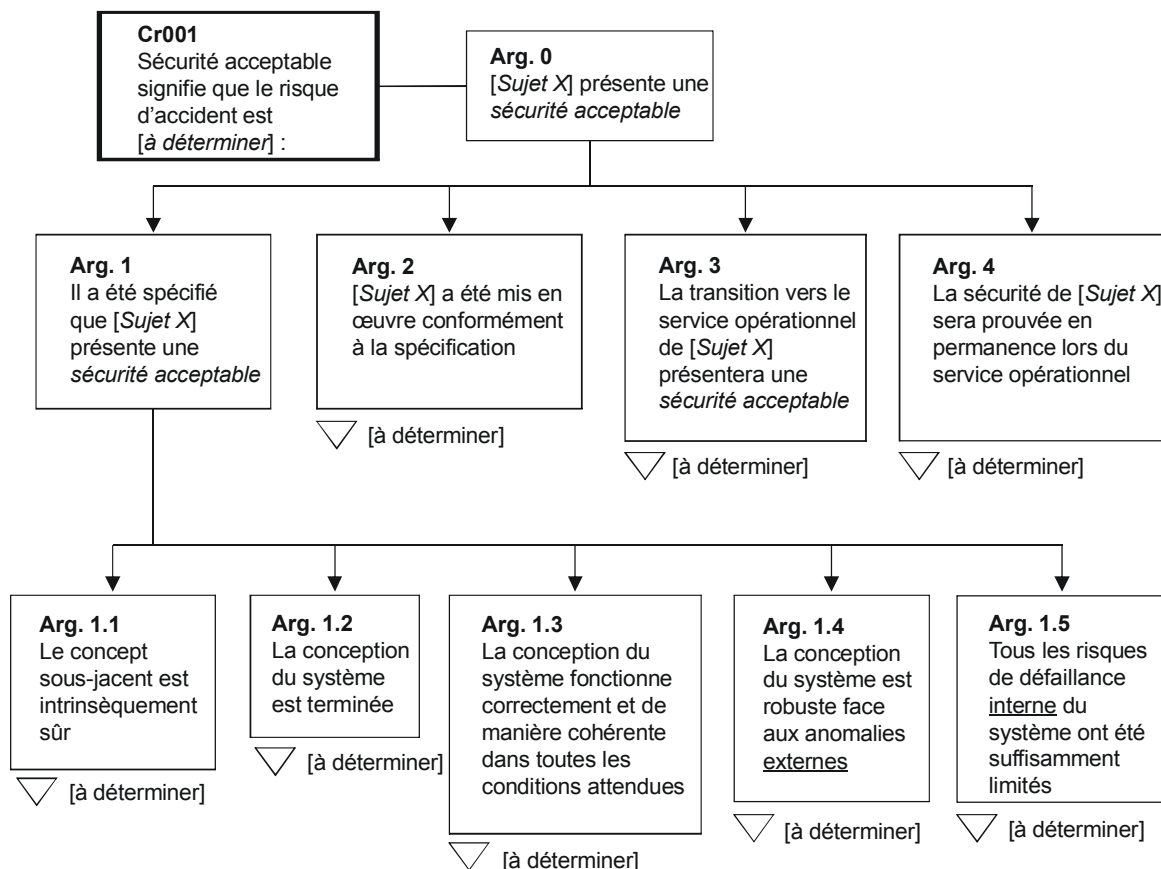 Cr001
Sécurité acceptable
signifie que le risque
d'accident est
[à déterminer] :
Arg. 0
[Sujet X] présente une
sécurité acceptable
Arg. 1
Il a été spécifié
que [Sujet X]
présente une
sécurité acceptable
Arg. 2
[Sujet X] a été mis en
œuvre conformément
à la spécification
[à déterminer]
Arg. 3
La transition vers le
service opérationnel
de [Sujet X]
présentera une
sécurité acceptable
[à déterminer]
Arg. 4
La sécurité de [Sujet X]
sera prouvée en
permanence lors du
service opérationnel
[à déterminer]
Arg. 1.1
Le concept
sous-jacent est
intrinsèquement
sûr
[à déterminer]
Arg. 1.2
La conception
du système
est terminée
[à déterminer]
Arg. 1.3
La conception du
système fonctionne
correctement et de
manière cohérente
dans toutes les
conditions attendues
[à déterminer]
Arg. 1.4
La conception
du système est
robuste face
aux anomalies
externes
[à déterminer]
Arg. 1.5
Tous les risques
de défaillance
interne du
système ont été
suffisamment
limités
[à déterminer]